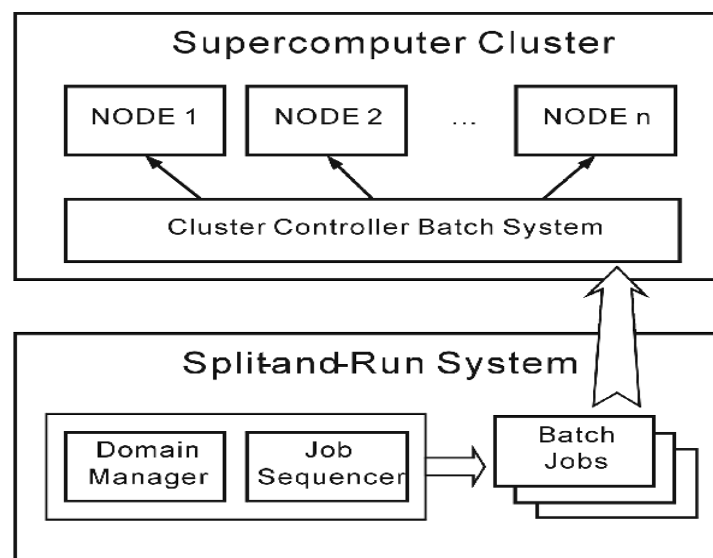 Supercomputer Cluster
NODE 1
NODE 2
...
NODE n
Cluster Controller Batch System
Split-and-Run System
Domain
Manager
Job
Sequencer
Batch
Jobs